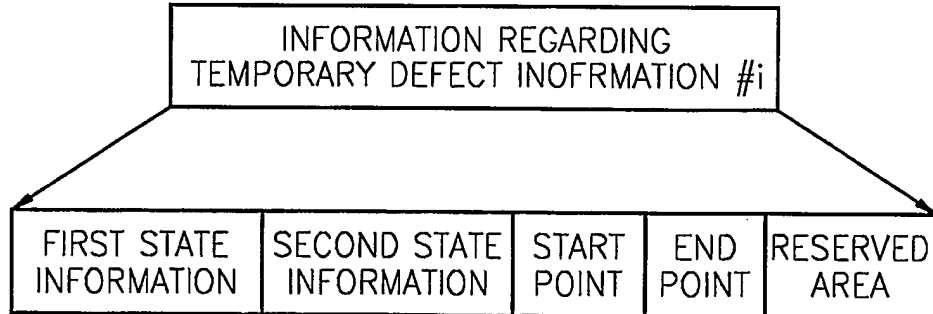 INFORMATION REGARDING
TEMPORARY DEFECT INOFRMATION #i
FIRST STATE
INFORMATION
SECOND STATE
INFORMATION
START
POINT
END
POINT
RESERVED
AREA